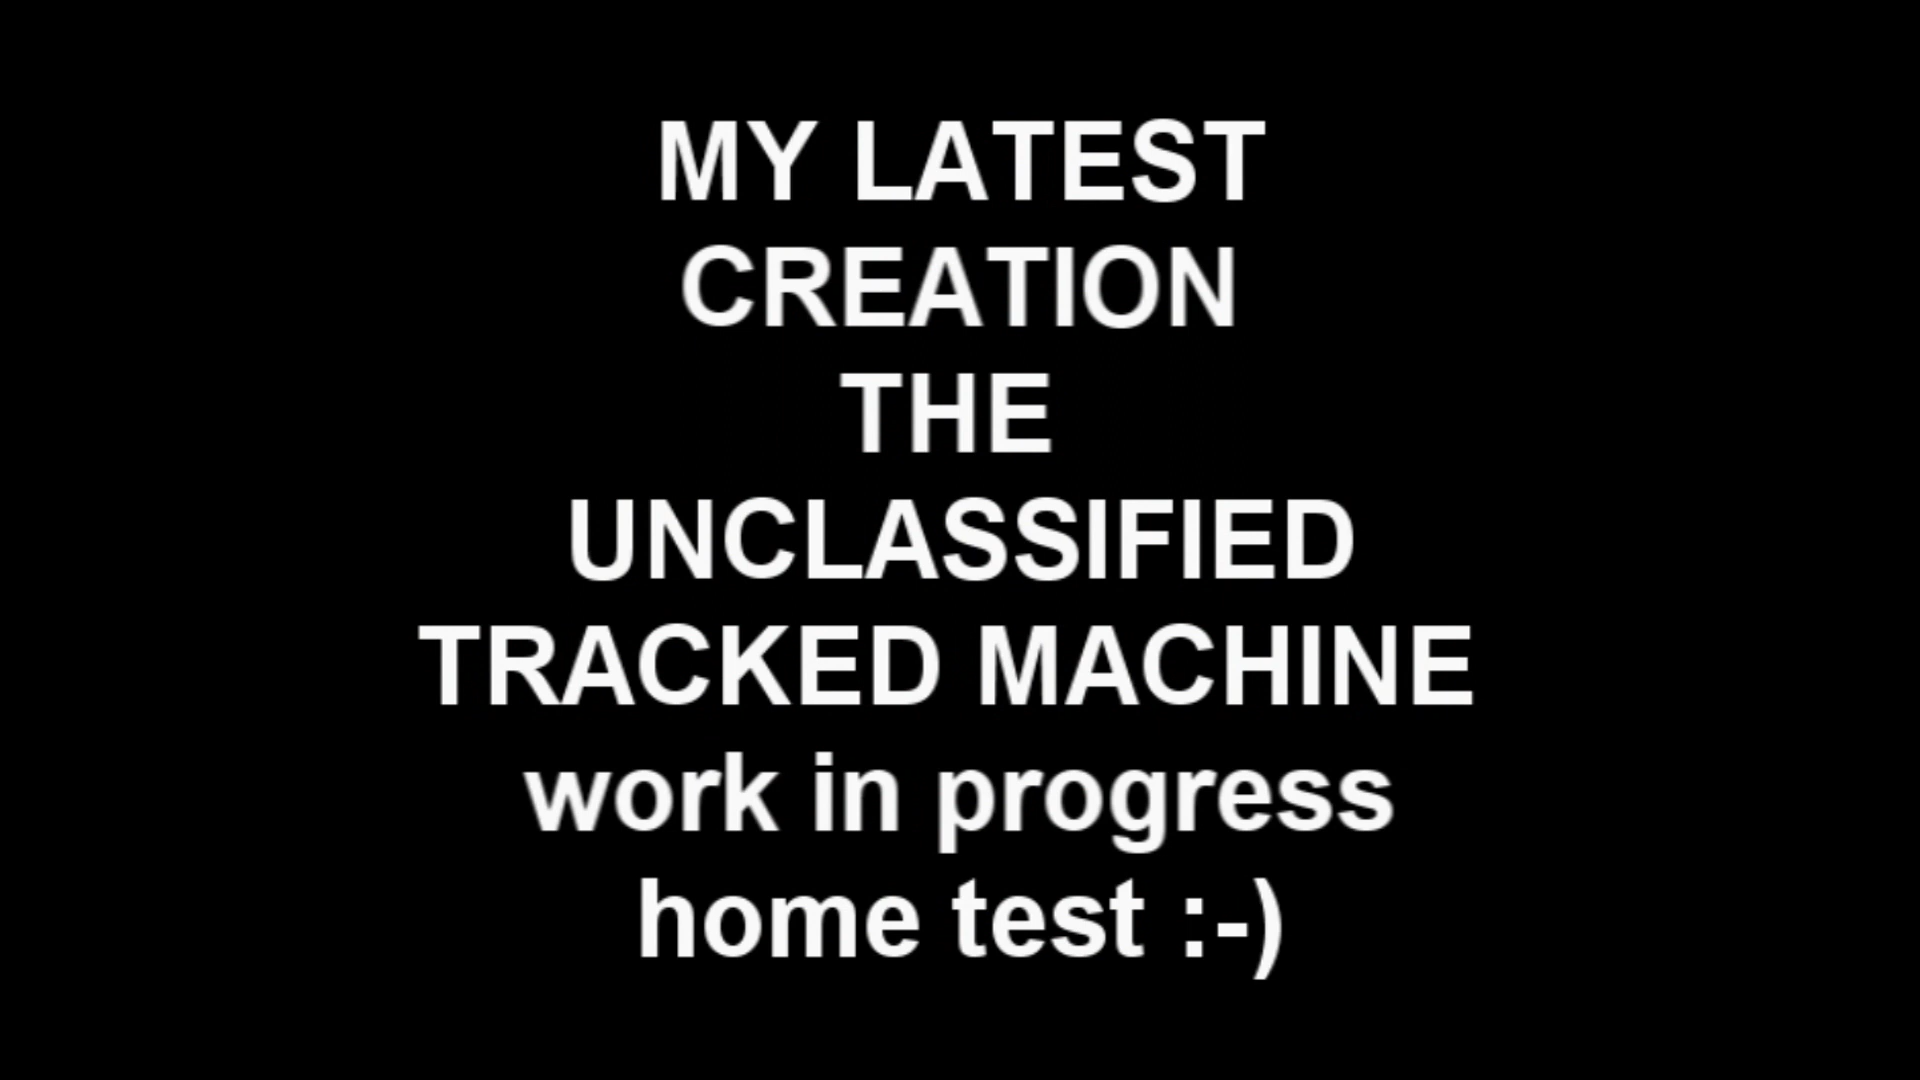 MY LATEST
CREATION
THE
UNCLASSIFIED
TRACKED MACHINE
work in progress
home test :-)